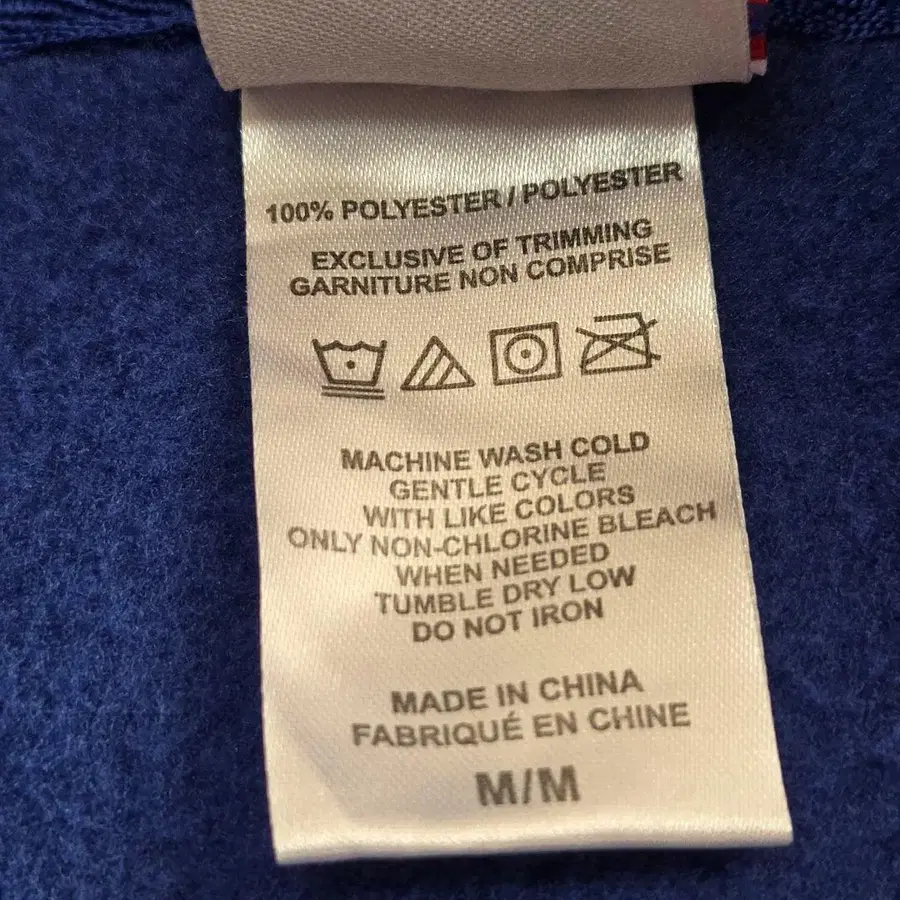 100% POLYESTER / POLYESTER
EXCLUSIVE OF TRIMMING
GARNITURE NON COMPRISE
MACHINE WASH COLD
GENTLE CYCLE
WITH LIKE COLORS
ONLY NON-CHLORINE BLEACH
WHEN NEEDED
TUMBLE DRY LOW
DO NOT IRON
MADE IN CHINA
FABRIQUÉ EN CHINE
M/M